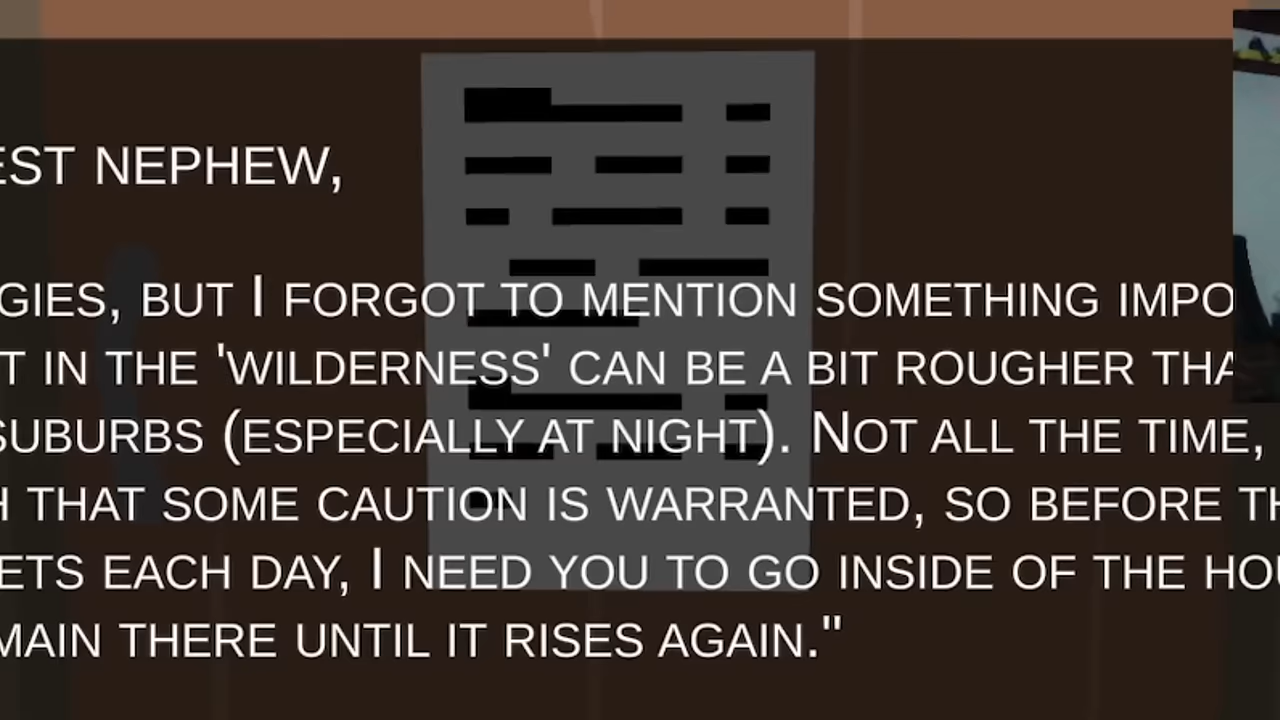 EST NEPHEW,
GIES, BUT I FORGOT TO MENTION SOMETHING IMPO
T IN THE 'WILDERNESS' CAN BE A BIT ROUGHER THA
SUBURBS (ESPECIALLY AT NIGHT). NOT ALL THE TIME,
H THAT SOME CAUTION IS WARRANTED, SO BEFORE TH
ETS EACH DAY, I NEED YOU TO GO INSIDE OF THE HOU
MAIN THERE UNTIL IT RISES AGAIN."